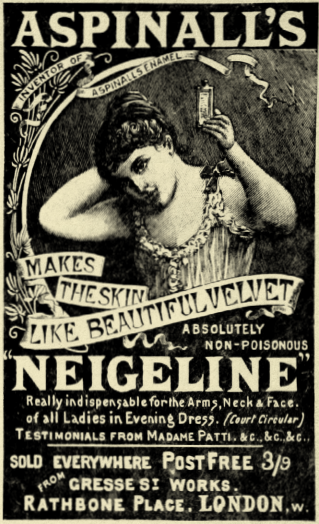 ASPINALL'S
INVENTOR OF
ASPINALL'S ENAMEL
MAKES
THE SKIN
LIKE BEAUTIFUL VELVET
ABSOLUTELY
NON-POISONOUS
"NEIGELINE"
Really indispensable for the Arms, Neck & Face.
of all Ladies in Evening Dress. (Court Circular)
TESTIMONIALS FROM MADAME PATTI. &C., &C., &C.,
SOLD EVERYWHERE POST FREE 3/9
FROM GRESSE ST WORKS.
RATHBONE PLACE. LONDON, W.